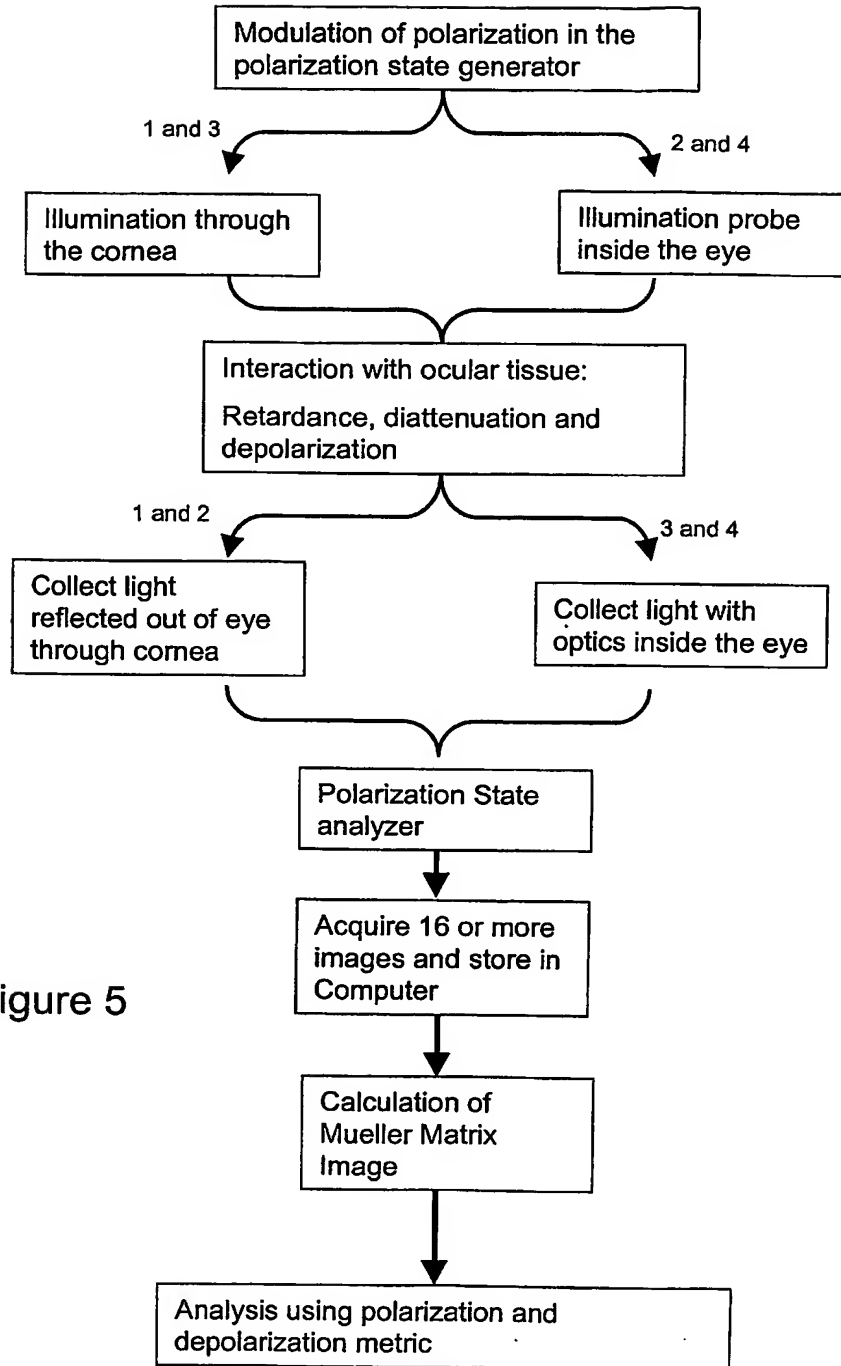 Modulation of polarization in the
polarization state generator
1 and 3
2 and 4
Illumination through
the cornea
Illumination probe
inside the eye
Interaction with ocular tissue:
Retardance, diattenuation and
depolarization
1 and 2
3 and 4
Collect light
reflected out of eye
through cornea
Collect light with
optics inside the eye
Polarization State
analyzer
Acquire 16 or more
images and store in
Computer
igure 5
Calculation of
Mueller Matrix
Image
Analysis using polarization and
depolarization metric